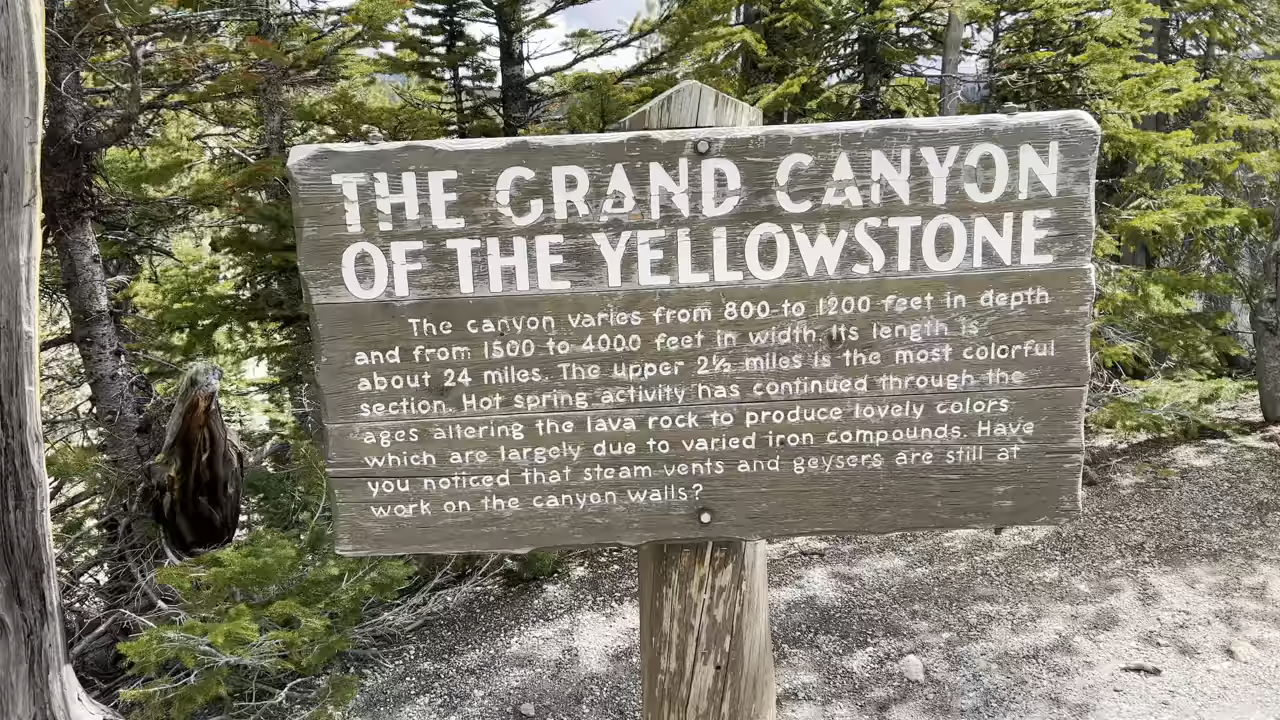 THE GRAND CANYON
OF THE YELLOWSTONE
The canyon varies from 800 to 1200 feet in depth
and from 1500 to 4000 feet in width. Its length is
about 24 miles. The upper 2½ miles is the most colorful
section. Hot spring activity has continued through the
ages altering the lava rock to produce lovely colors
which are largely due to varied iron compounds. Have
you noticed that steam vents and geysers are still at
work on the canyon walls?